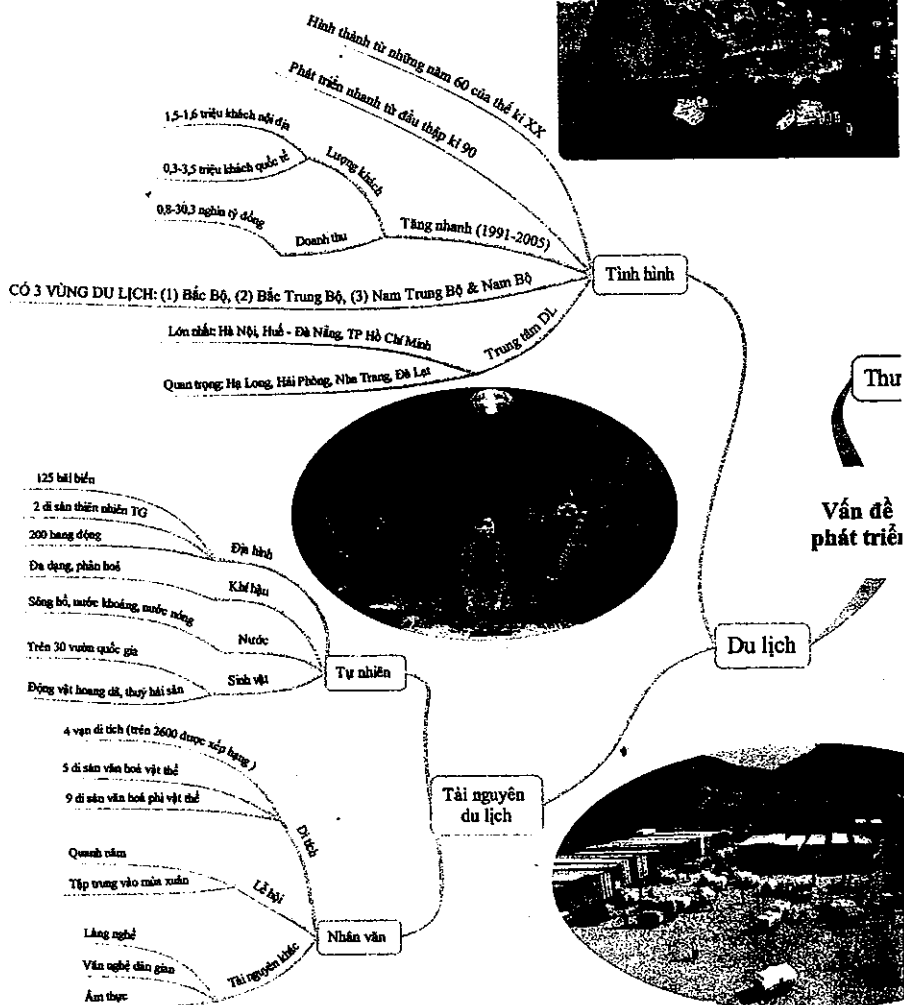 Hình thành từ những năm 60 của thế kỉ XX
Phát triển nhanh từ đầu thập kỉ 90
1,5-1,6 triệu khách nội địa
0,3-3,5 triệu khách quốc tế
Lượng khách
0,8-30,3 nghìn tỷ đồng
Doanh thu
Tăng nhanh (1991-2005)
Tình hình
CÓ 3 VÙNG DU LỊCH: (1) Bắc Bộ, (2) Bắc Trung Bộ, (3) Nam Trung Bộ & Nam Bộ
Lớn nhất: Hà Nội, Huế - Đà Nẵng, TP Hồ Chí Minh
Trung tâm DL
Quan trọng: Hạ Long, Hải Phòng, Nha Trang, Đà Lạt
Thư
Vấn đề
phát triển
Du lịch
125 bãi biển
2 di sản thiên nhiên TG
200 hang động
Địa hình
Đa dạng, phân hoá
Khí hậu
Sông hồ, nước khoáng, nước nóng
Nước
Trên 30 vườn quốc gia
Sinh vật
Động vật hoang dã, thuỷ hải sản
Tự nhiên
Tài nguyên
du lịch
4 vạn di tích (trên 2600 được xếp hạng )
5 di sản văn hoá vật thể
9 di sản văn hoá phi vật thể
Di tích
Quanh năm
Tập trung vào mùa xuân
Lễ hội
Nhân văn
Làng nghề
Văn nghệ dân gian
Ẩm thực
Tài nguyên khác